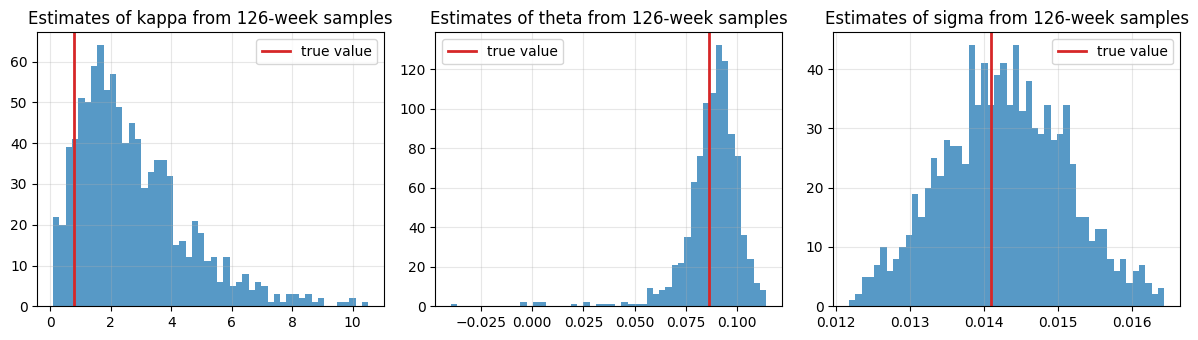 Estimates of kappa from 126-week samples
true value
60
50
40
30
20
10
0
0 2 4 6 8 10
Estimates of theta from 126-week samples
true value
120
100
80
60
40
20
0
−0.025 0.000 0.025 0.050 0.075 0.100
Estimates of sigma from 126-week samples
true value
40
30
20
10
0
0.012 0.013 0.014 0.015 0.016